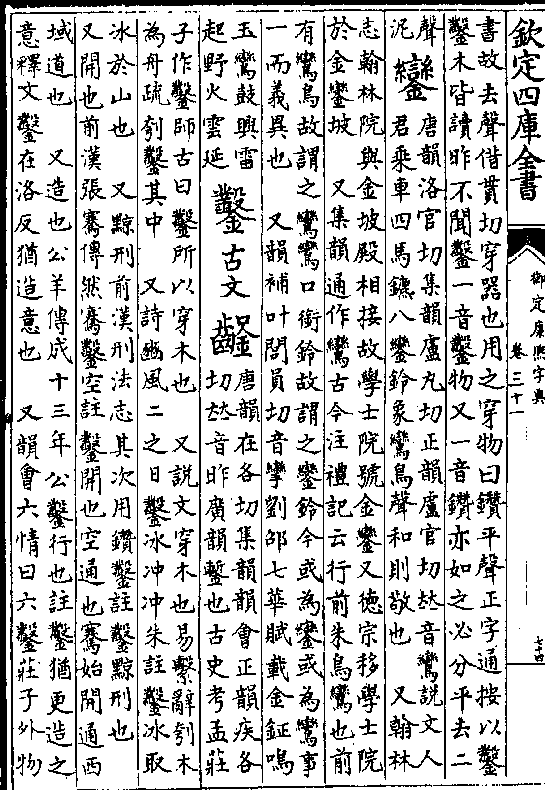 欽定四庫全書
御定康熙字典
卷三十一
七十四
書故去聲借貫切穿器也用之穿物曰鑽平聲正字通按以鑿
鑿木皆讀昨不聞鑿一音鑿物又一音鑽亦如之必分平去二
聲
泥
鑾
唐韻洛官切集韻盧丸切正韻盧官切𠀤音鸞說文人
君乘車四馬鑣八鑾鈴象鸞鳥聲和則敬也 又翰林
志翰林院與金坡殿相接故學士院號金鑾又德宗移學士院
於金鑾坡 又集韻通作鸞古今注禮記云行前朱鳥鸞也前
有鸞鳥故謂之鸞鸞口銜鈴故謂之鑾鈴今或為鑾或為鸞事
一而義異也 又韻補叶閭員切音攣劉邵七華賦載金鉦鳴
玉鸞鼓輿雷
起野火雲延
鑿 古文
唐韻在各切集韻韻會正韻疾各
切𠀤音昨廣韻鏨也古史考孟莊
子作鑿師古曰鑿所以穿木也 又說文穿木也易繫辭刳木
為舟疏刳鑿其中 又詩豳風二之日鑿冰冲冲朱註鑿冰取
冰於山也 又黥刑前漢刑法志其次用鑽鑿註鑿黥刑也
又開也前漢張騫傳然騫鑿空註鑿開也空通也騫始開通西
域道也 又造也公羊傳成十三年公鑿行也註鑿猶更造之
意釋文鑿在洛反猶造意也 又韻會六情曰六鑿莊子外物